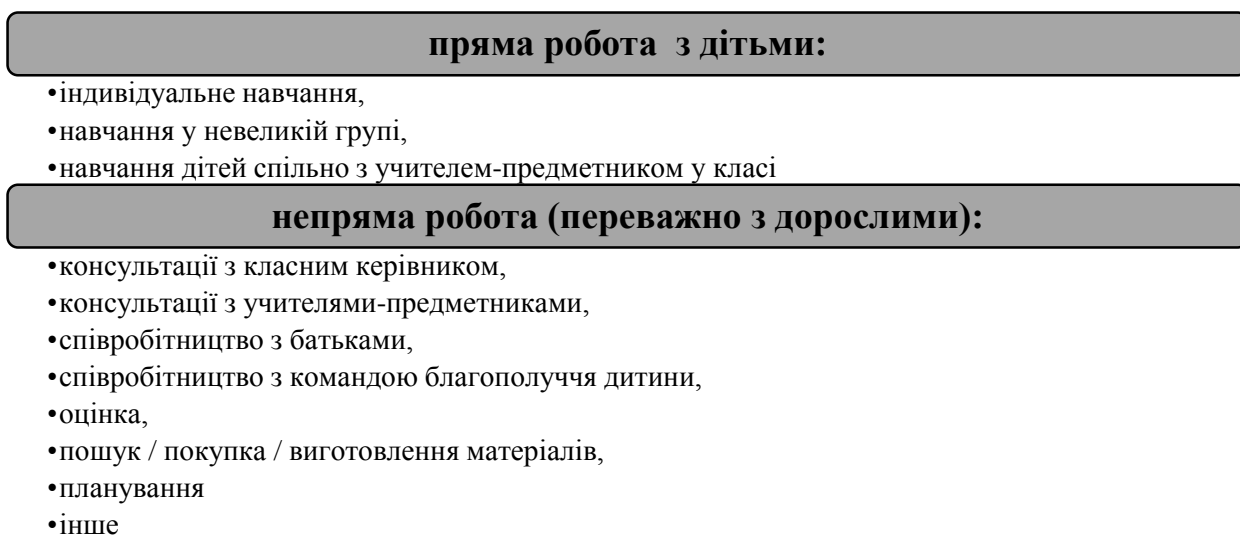 пряма робота з дітьми:
•індивідуальне навчання,
•навчання у невеликій групі,
•навчання дітей спільно з учителем-предметником у класі
непряма робота (переважно з дорослими):
•консультації з класним керівником,
•консультації з учителями-предметниками,
•співробітництво з батьками,
•співробітництво з командою благополуччя дитини,
•оцінка,
•пошук / покупка / виготовлення матеріалів,
•планування
•інше